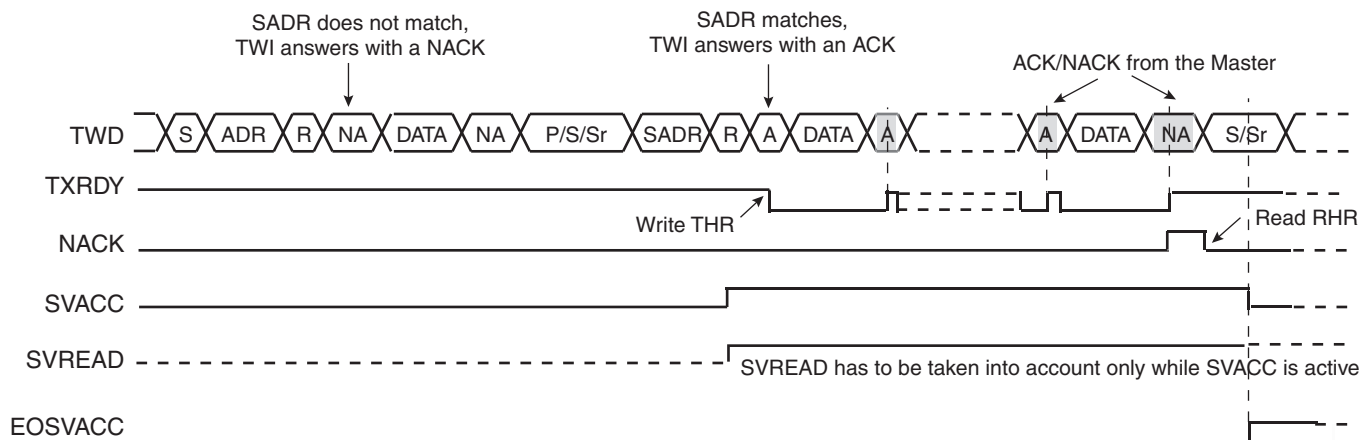 SADR does not match,
TWI answers with a NACK
SADR matches,
TWI answers with an ACK
ACK/NACK from the Master
TWD S ADR R NA DATA NA P/S/Sr SADR R A DATA A A DATA NA S/Sr
TXRDY
Write THR
Read RHR
NACK
SVACC
SVREAD
SVREAD has to be taken into account only while SVACC is active
EOSVACC